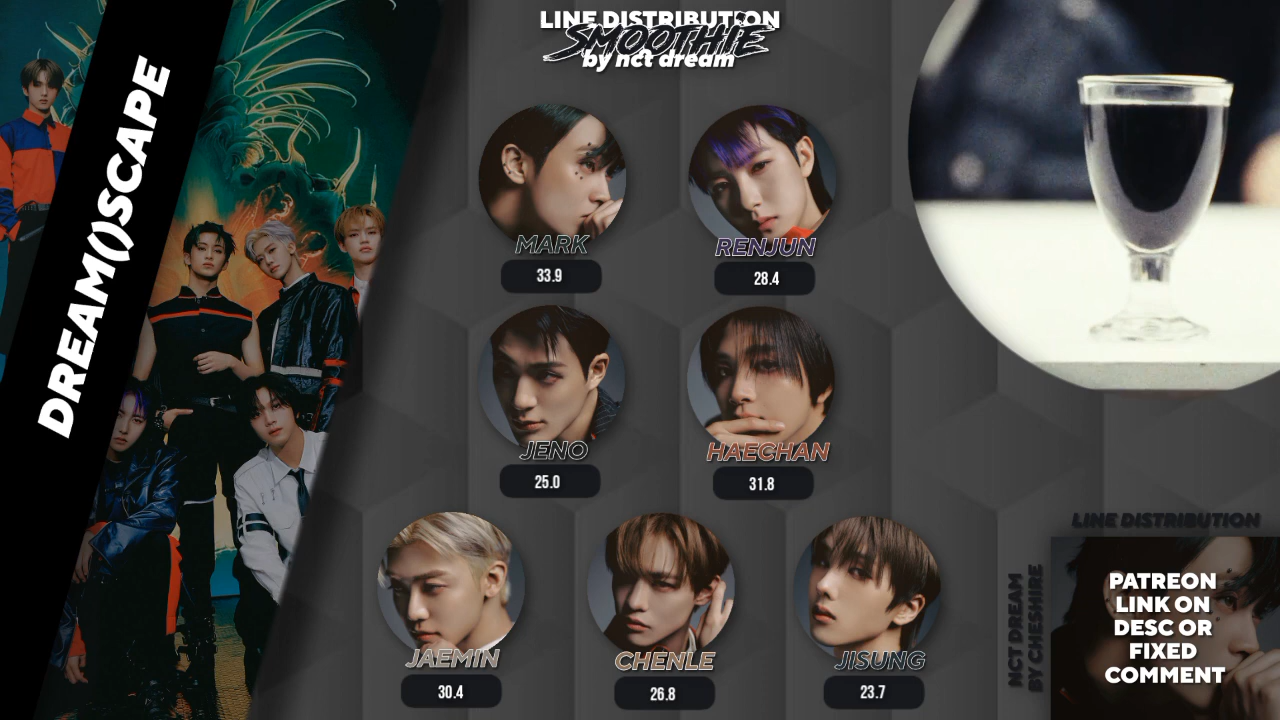 LINE DISTRIBUTION
SMOOTHIE
by nct dream
DREAM()SCAPE
MARK
33.9
RENJUN
28.4
JENO
25.0
HAECHAN
31.8
JAEMIN
30.4
CHENLE
26.8
JISUNG
23.7
LINE DISTRIBUTION
NCT DREAM
BY CHESHIRE
PATREON
LINK ON
DESC OR
FIXED
COMMENT